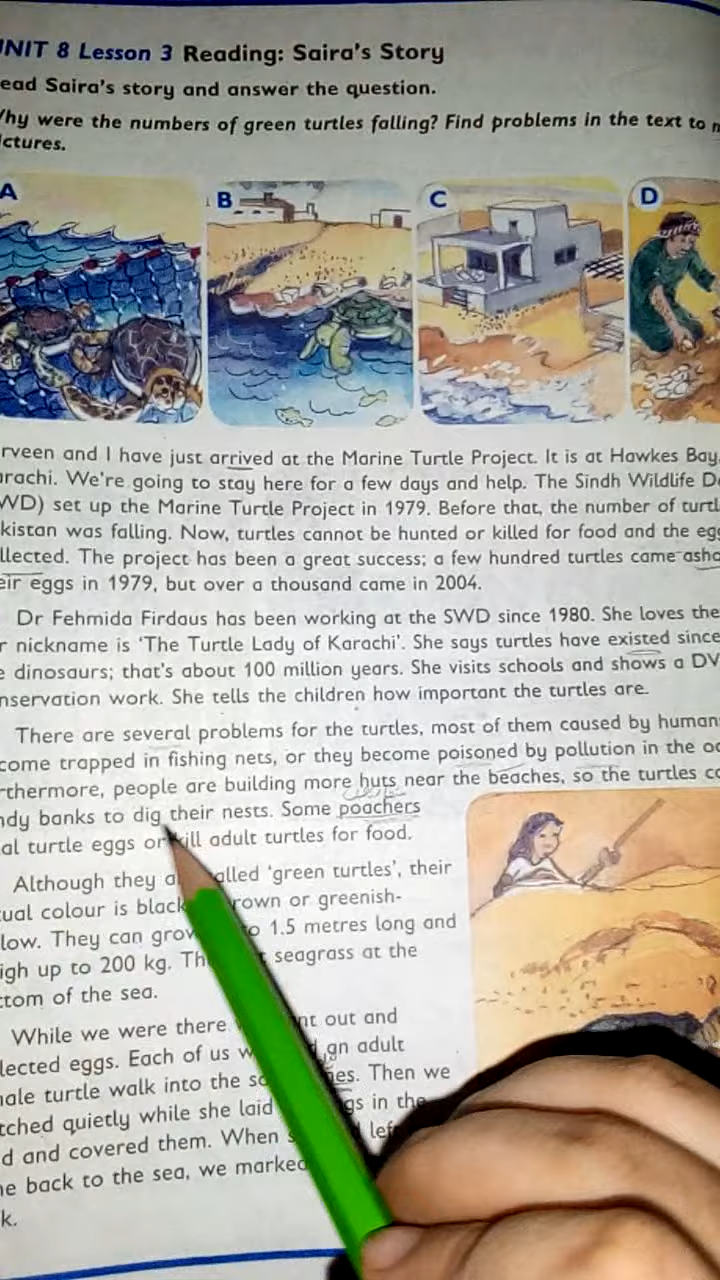 UNIT 8 Lesson 3 Reading: Saira's Story
ead Saira's story and answer the question.
Why were the numbers of green turtles falling? Find problems in the text to m
ictures.
A
B
C
D
rveen and I have just arrived at the Marine Turtle Project. It is at Hawkes Bay,
arachi. We're going to stay here for a few days and help. The Sindh Wildlife De
WD) set up the Marine Turtle Project in 1979. Before that, the number of turtl
kistan was falling. Now, turtles cannot be hunted or killed for food and the egg
llected. The project has been a great success; a few hundred turtles came asho
eir eggs in 1979, but over a thousand came in 2004.
Dr Fehmida Firdaus has been working at the SWD since 1980. She loves the
r nickname is 'The Turtle Lady of Karachi'. She says turtles have existed since
e dinosaurs; that's about 100 million years. She visits schools and shows a DV
nservation work. She tells the children how important the turtles are.
There are several problems for the turtles, most of them caused by human
come trapped in fishing nets, or they become poisoned by pollution in the oc
rthermore, people are building more huts near the beaches, so the turtles ca
ndy banks to dig their nests. Some poachers
al turtle eggs or kill adult turtles for food.
Although they a alled 'green turtles', their
tual colour is black rown or greenish-
low. They can grow to 1.5 metres long and
igh up to 200 kg. Th seagrass at the
ttom of the sea.
While we were there nt out and
lected eggs. Each of us w an adult
nale turtle walk into the sa es. Then we
tched quietly while she laid gs in the
d and covered them. When s lef
ne back to the sea, we marked
k.